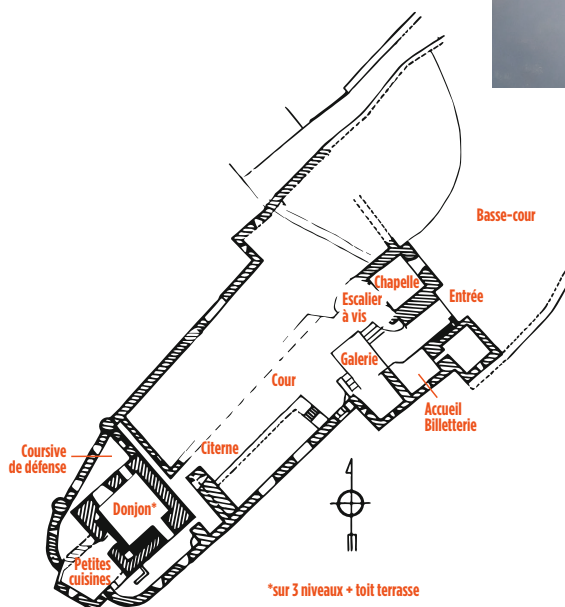 Basse-cour
Chapelle
Entrée
Escalier
à vis
Galerie
Cour
Accueil
Billetterie
Citerne
Coursive
de défense
Donjon*
Petites
cuisines
*sur 3 niveaux + toit terrasse